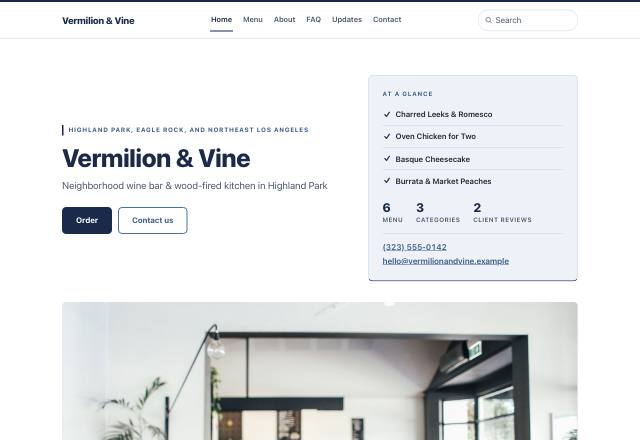 Vermilion & Vine
Home Menu About FAQ Updates Contact
Search
HIGHLAND PARK, EAGLE ROCK, AND NORTHEAST LOS ANGELES
Vermilion & Vine
Neighborhood wine bar & wood-fired kitchen in Highland Park
Order
Contact us
AT A GLANCE
Charred Leeks & Romesco
Oven Chicken for Two
Basque Cheesecake
Burrata & Market Peaches
6 3 2
MENU CATEGORIES CLIENT REVIEWS
(323) 555-0142
hello@vermilionandvine.example